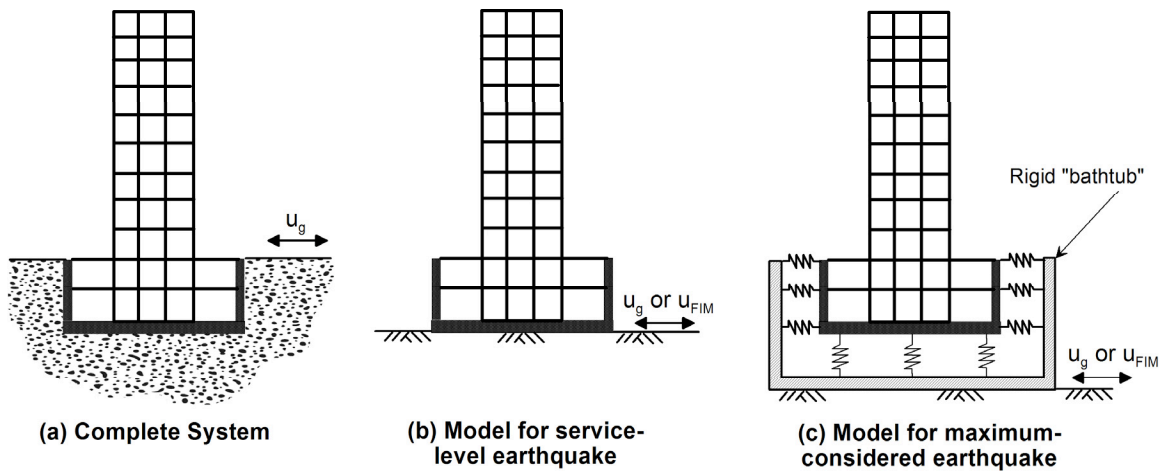 Rigid "bathtub"
u_g
u_g or u_FIM
u_g or u_FIM
(a) Complete System
(b) Model for service-
level earthquake
(c) Model for maximum-
considered earthquake